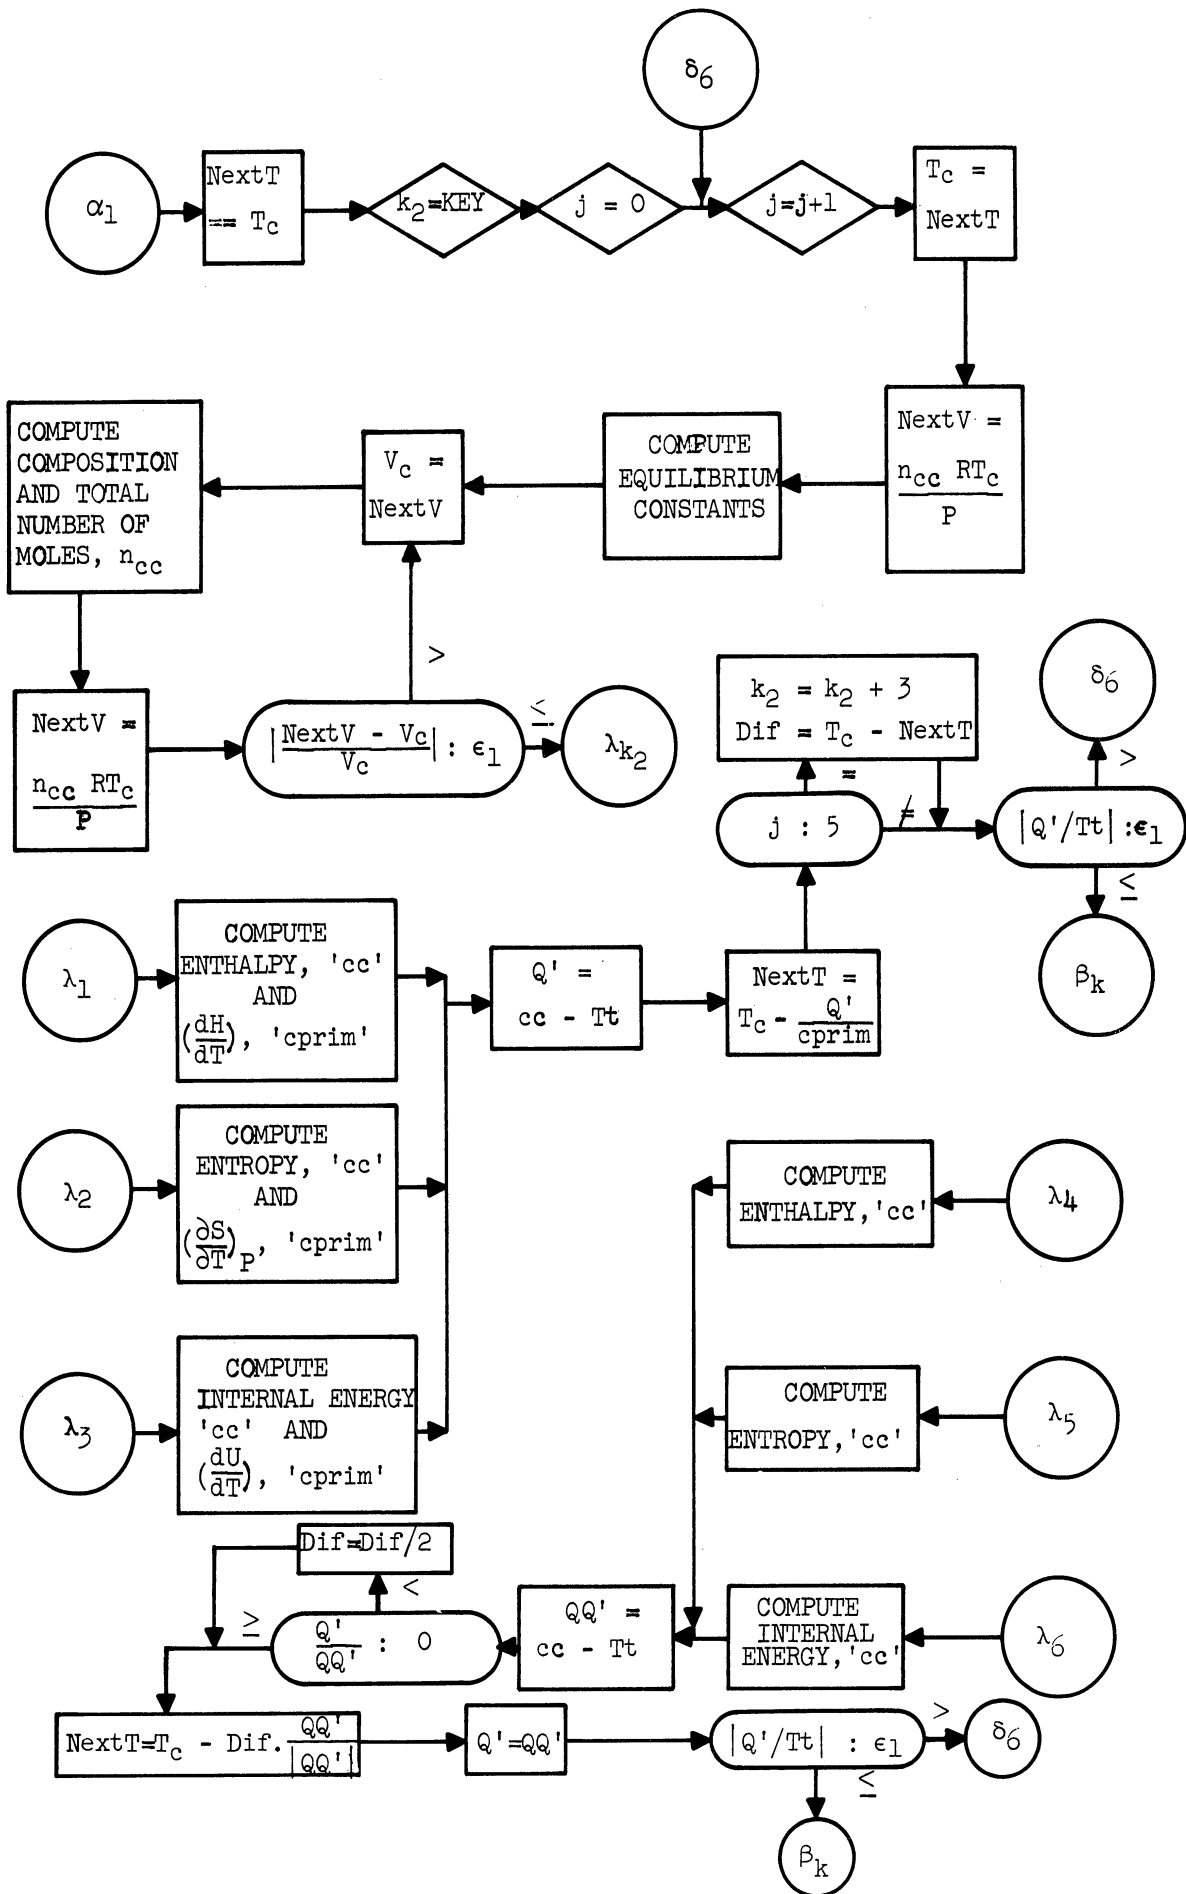 δ6
α1
NextT
== Tc
k2=KEY
j = 0
j=j+1
Tc =
NextT
NextV =
ncc RTc
P
COMPUTE
EQUILIBRIUM
CONSTANTS
Vc =
NextV
COMPUTE
COMPOSITION
AND TOTAL
NUMBER OF
MOLES, ncc
NextV =
ncc RTc
P
|NextV - Vc
Vc| : ϵ1
>
≤
λk2
k2 = k2 + 3
Dif = Tc - NextT
=
j : 5
≠
|Q'/Tt| :ϵ1
>
δ6
≤
βk
λ1
COMPUTE
ENTHALPY, 'cc'
AND
(dH
dT), 'cprim'
Q' =
cc - Tt
NextT =
Tc - Q'
cprim
λ2
COMPUTE
ENTROPY, 'cc'
AND
(∂S
∂T)P, 'cprim'
COMPUTE
ENTHALPY,'cc'
λ4
λ3
COMPUTE
INTERNAL ENERGY
'cc' AND
(dU
dT), 'cprim'
COMPUTE
ENTROPY,'cc'
λ5
Dif=Dif/2
<
≥
Q'
QQ' : 0
QQ' =
cc - Tt
COMPUTE
INTERNAL
ENERGY,'cc'
λ6
NextT=Tc - Dif. QQ'
|QQ'|
Q'=QQ'
|Q'/Tt| : ϵ1
>
δ6
≤
βk